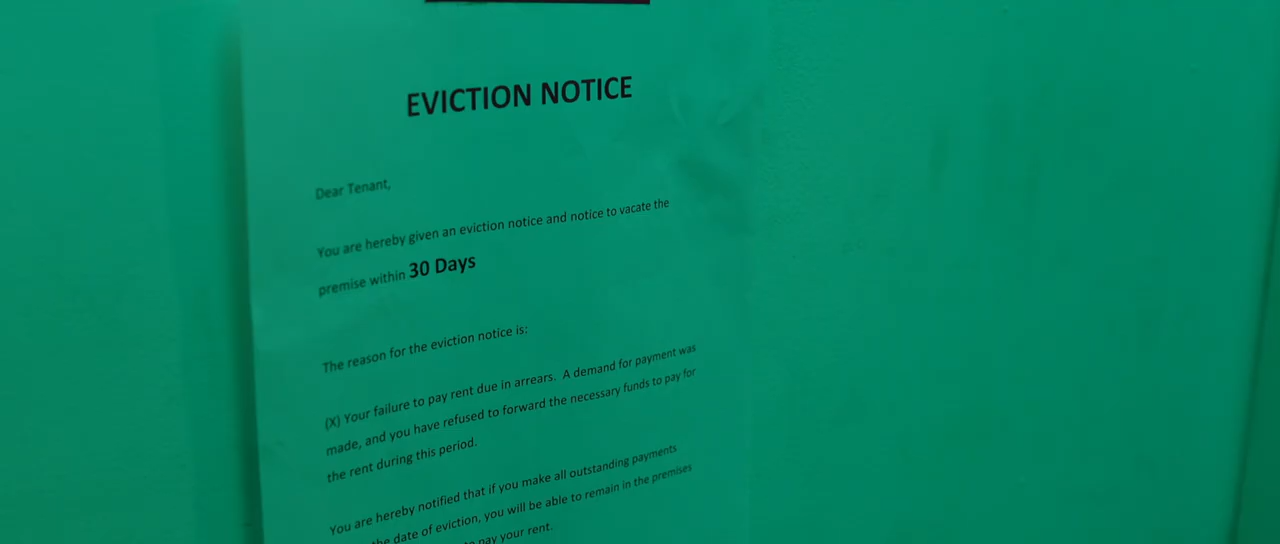 EVICTION NOTICE
Dear Tenant,
You are hereby given an eviction notice and notice to vacate the
premise within 30 Days
The reason for the eviction notice is:
(X) Your failure to pay rent due in arrears. A demand for payment was
made, and you have refused to forward the necessary funds to pay for
the rent during this period.
You are hereby notified that if you make all outstanding payments
the date of eviction, you will be able to remain in the premises
pay your rent.